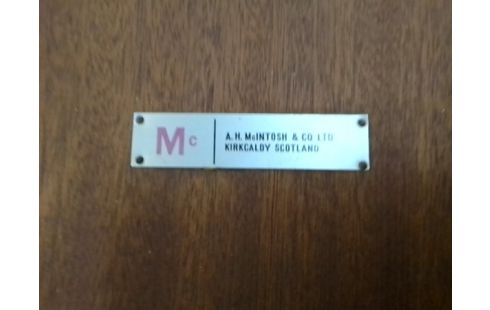 Mc
A.H. McINTOSH & CO LTD
KIRKCALDY SCOTLAND